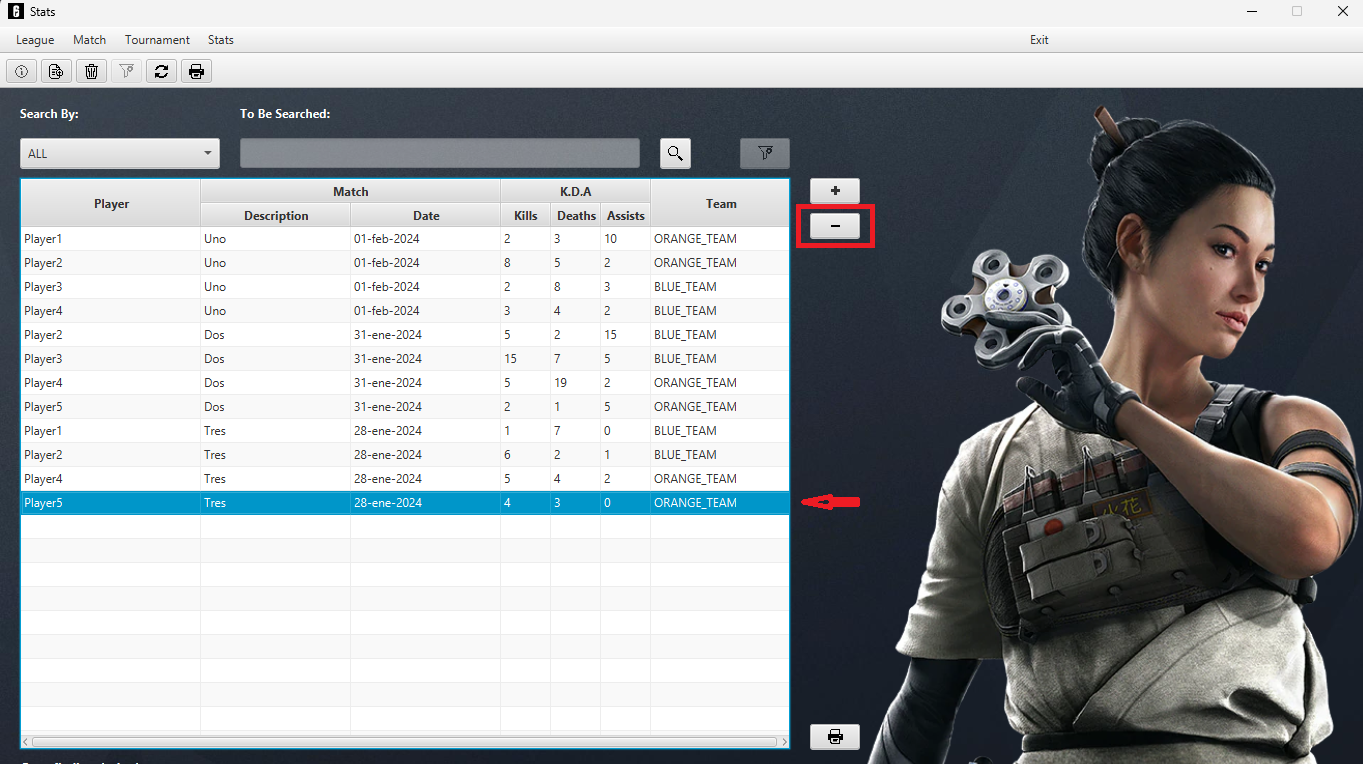 Stats
League Match Tournament Stats Exit
Search By: To Be Searched:
ALL
Player Match K.D.A Team
Description Date Kills Deaths Assists
Player1 Uno 01-feb-2024 2 3 10 ORANGE_TEAM
Player2 Uno 01-feb-2024 8 5 2 ORANGE_TEAM
Player3 Uno 01-feb-2024 2 8 3 BLUE_TEAM
Player4 Uno 01-feb-2024 3 4 2 BLUE_TEAM
Player2 Dos 31-ene-2024 5 2 15 BLUE_TEAM
Player3 Dos 31-ene-2024 15 7 5 BLUE_TEAM
Player4 Dos 31-ene-2024 5 19 2 ORANGE_TEAM
Player5 Dos 31-ene-2024 2 1 5 ORANGE_TEAM
Player1 Tres 28-ene-2024 1 7 0 BLUE_TEAM
Player2 Tres 28-ene-2024 6 2 1 BLUE_TEAM
Player4 Tres 28-ene-2024 5 4 2 ORANGE_TEAM
Player5 Tres 28-ene-2024 4 3 0 ORANGE_TEAM
火花